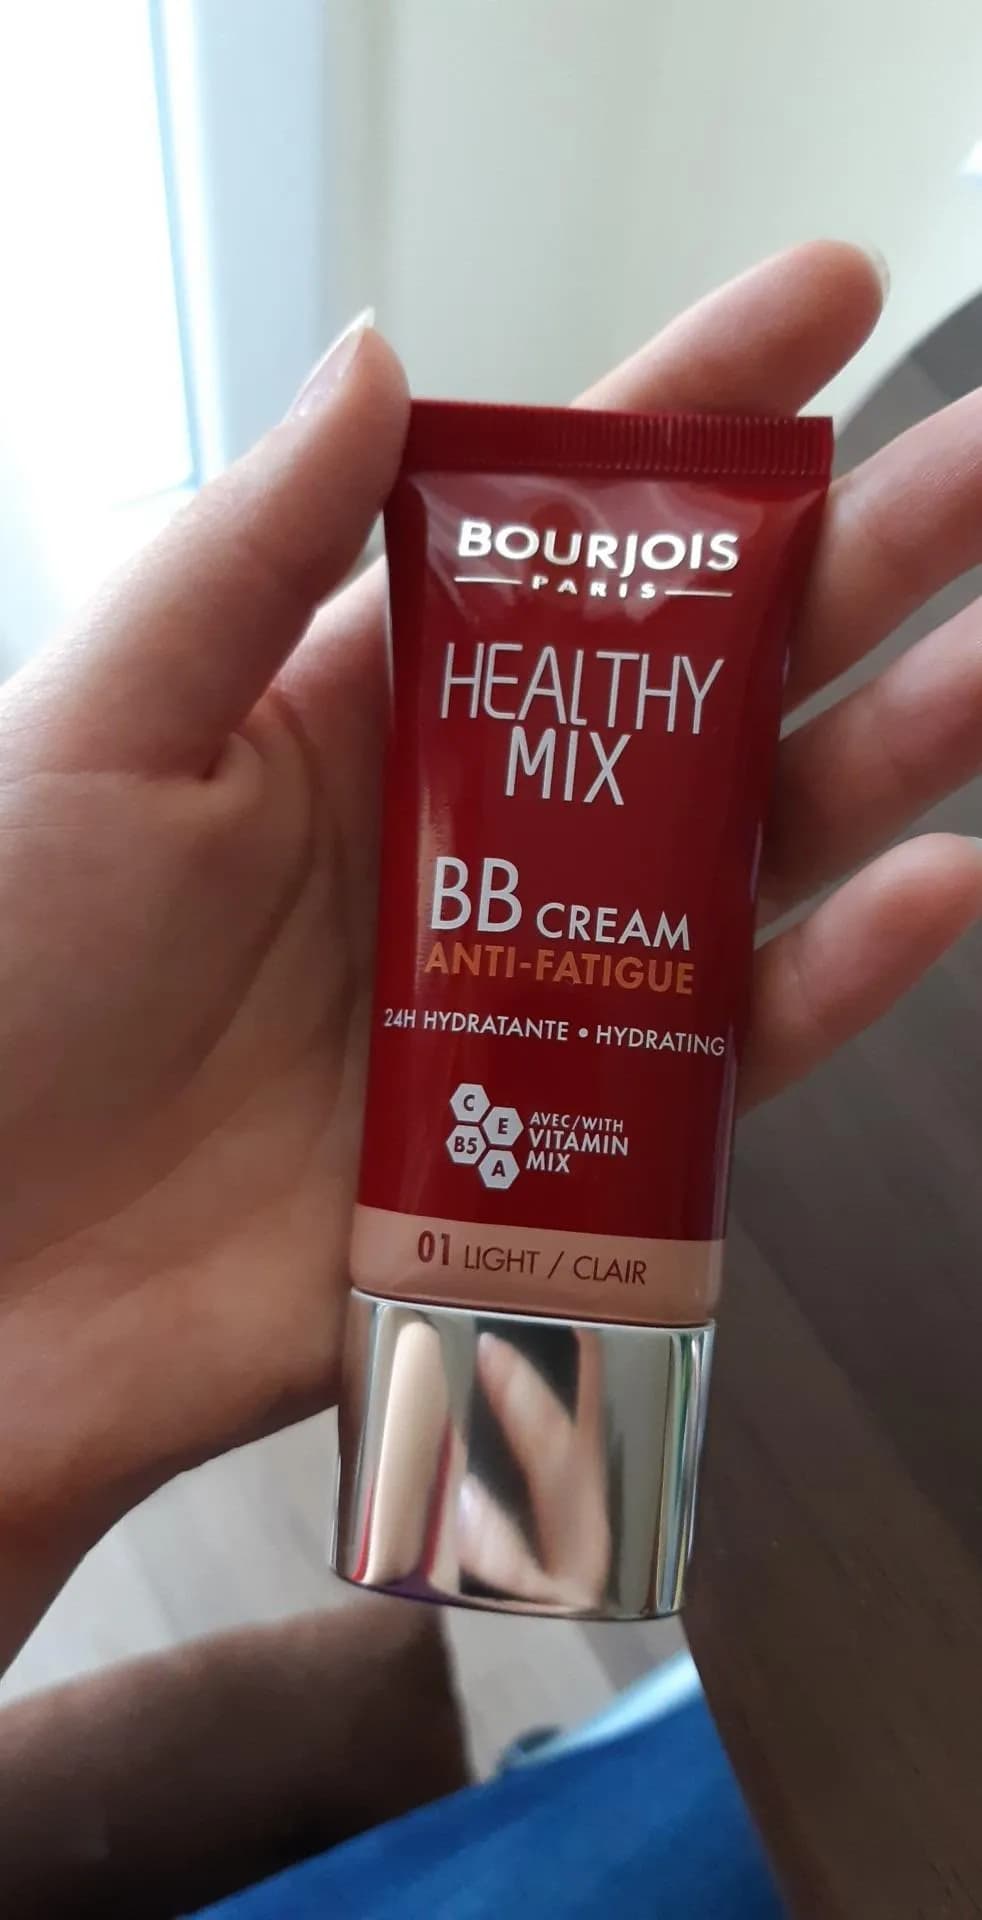 BOURJOIS
PARIS
HEALTHY
MIX
BB CREAM
ANTI-FATIGUE
24H HYDRATANTE • HYDRATING
C
E
B5
A
AVEC/WITH
VITAMIN
MIX
01 LIGHT / CLAIR